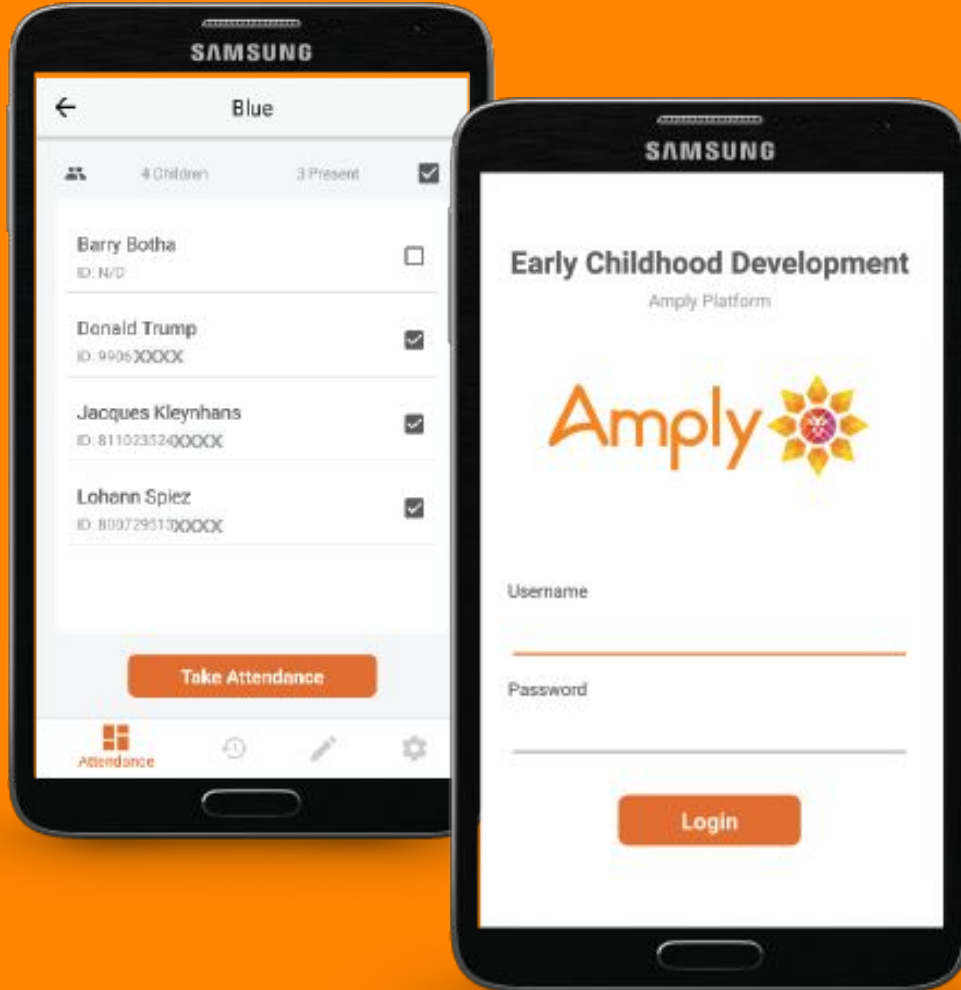 SAMSUNG
Blue
4 Children 3 Present
Barry Botha
ID: N/D
Donald Trump
ID: 9906XXXX
Jacques Kleynhans
ID: 811023524XXXX
Lohann Spiez
ID: 800729513XXXX
Take Attendance
Attendance
SAMSUNG
Early Childhood Development
Amply Platform
Amply
Username
Password
Login